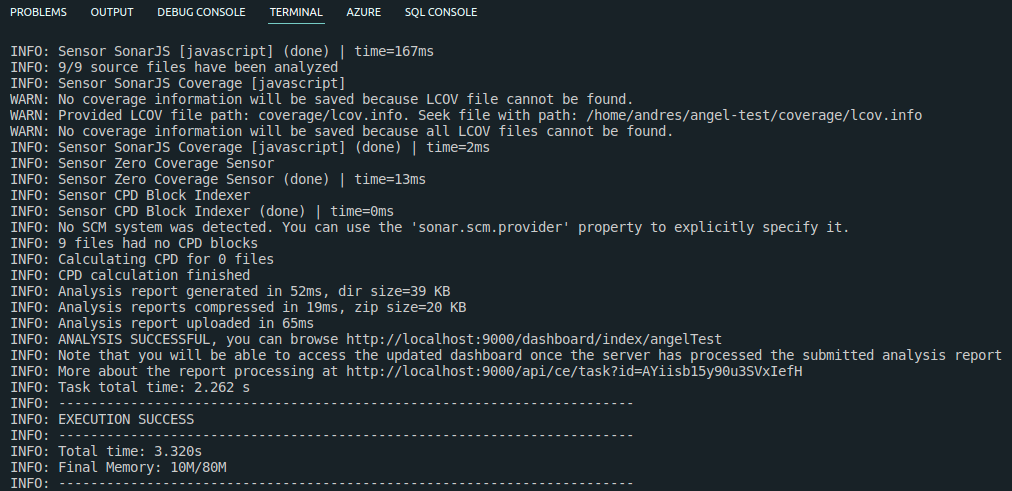 PROBLEMS OUTPUT DEBUG CONSOLE TERMINAL AZURE SQL CONSOLE
INFO: Sensor SonarJS [javascript] (done) | time=167ms
INFO: 9/9 source files have been analyzed
INFO: Sensor SonarJS Coverage [javascript]
WARN: No coverage information will be saved because LCOV file cannot be found.
WARN: Provided LCOV file path: coverage/lcov.info. Seek file with path: /home/andres/angel-test/coverage/lcov.info
WARN: No coverage information will be saved because all LCOV files cannot be found.
INFO: Sensor SonarJS Coverage [javascript] (done) | time=2ms
INFO: Sensor Zero Coverage Sensor
INFO: Sensor Zero Coverage Sensor (done) | time=13ms
INFO: Sensor CPD Block Indexer
INFO: Sensor CPD Block Indexer (done) | time=0ms
INFO: No SCM system was detected. You can use the 'sonar.scm.provider' property to explicitly specify it.
INFO: 9 files had no CPD blocks
INFO: Calculating CPD for 0 files
INFO: CPD calculation finished
INFO: Analysis report generated in 52ms, dir size=39 KB
INFO: Analysis reports compressed in 19ms, zip size=20 KB
INFO: Analysis report uploaded in 65ms
INFO: ANALYSIS SUCCESSFUL, you can browse http://localhost:9000/dashboard/index/angelTest
INFO: Note that you will be able to access the updated dashboard once the server has processed the submitted analysis report
INFO: More about the report processing at http://localhost:9000/api/ce/task?id=AYiisb15y90u3SVxIefH
INFO: Task total time: 2.262 s
INFO: ------------------------------------------------------------------------
INFO: EXECUTION SUCCESS
INFO: ------------------------------------------------------------------------
INFO: Total time: 3.320s
INFO: Final Memory: 10M/80M
INFO: ------------------------------------------------------------------------